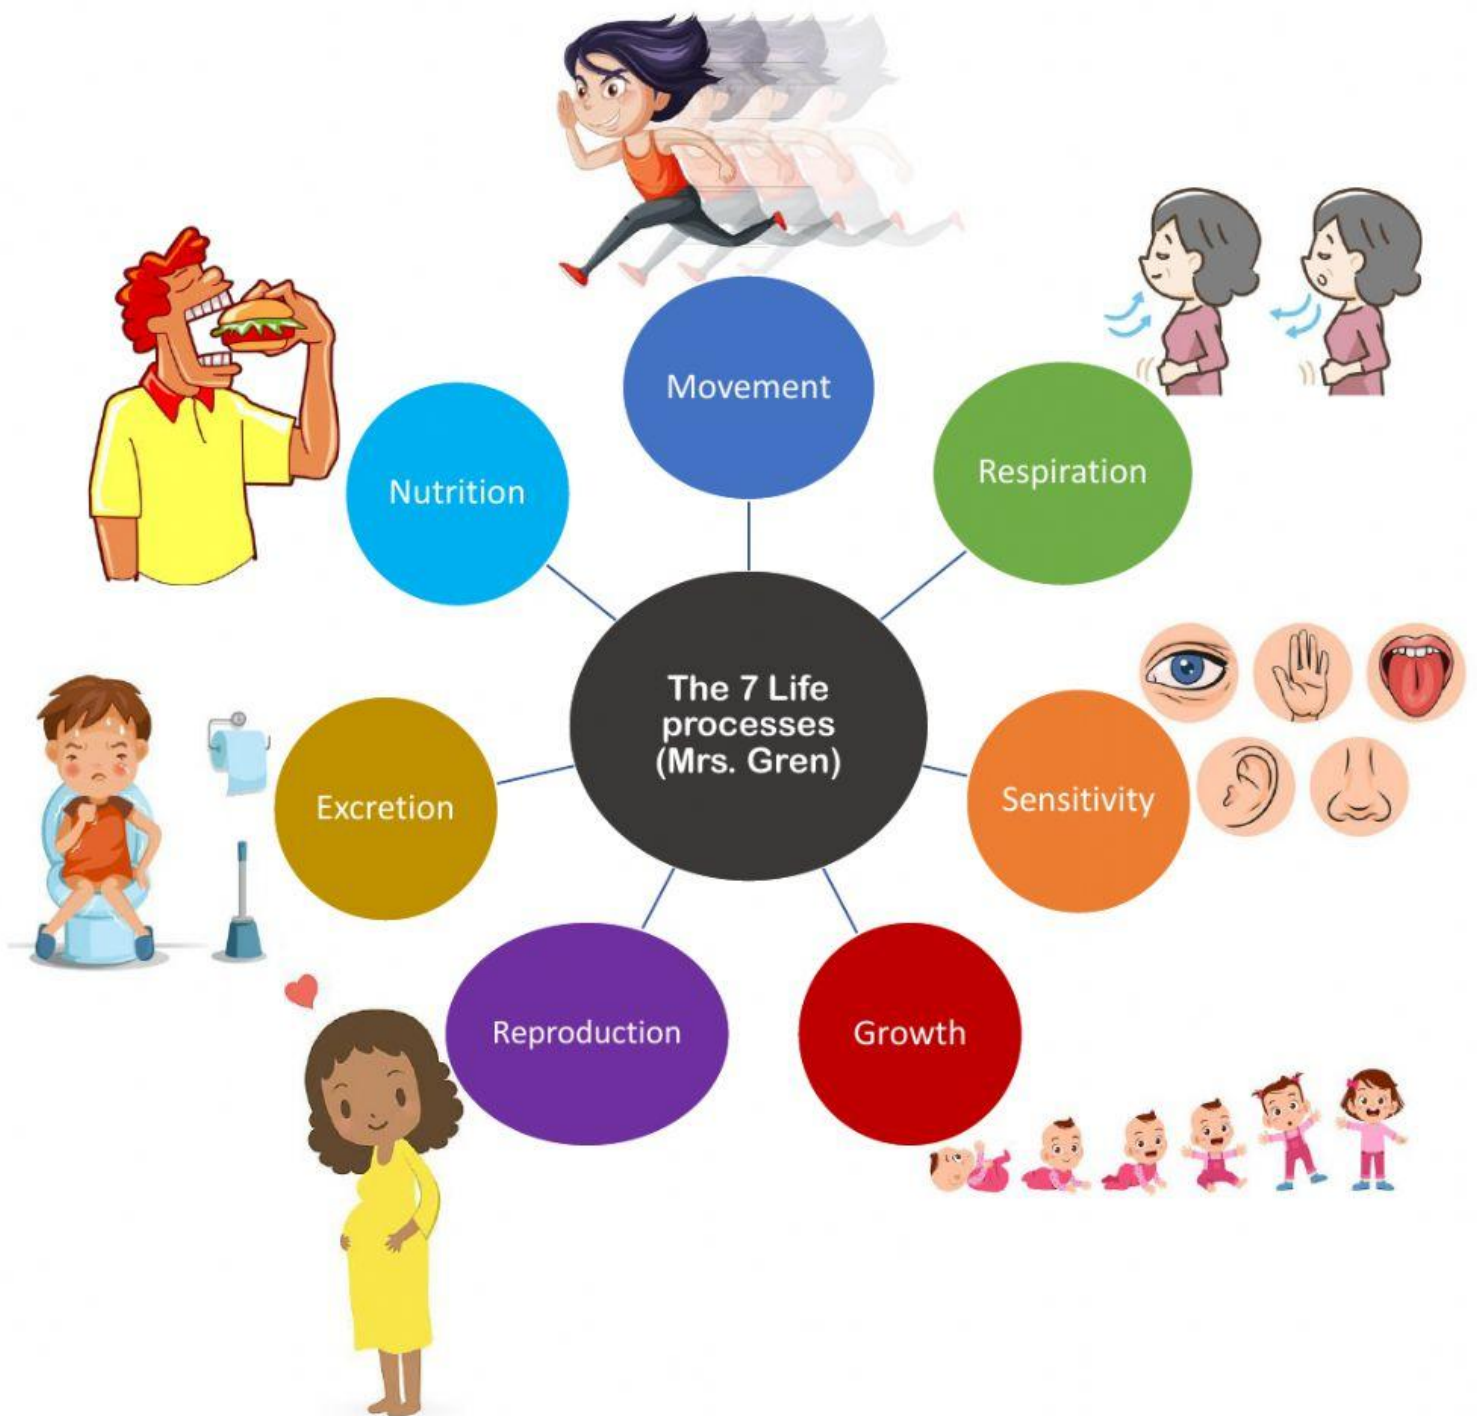 Movement
Respiration
Nutrition
The 7 Life
processes
(Mrs. Gren)
Sensitivity
Excretion
Reproduction
Growth